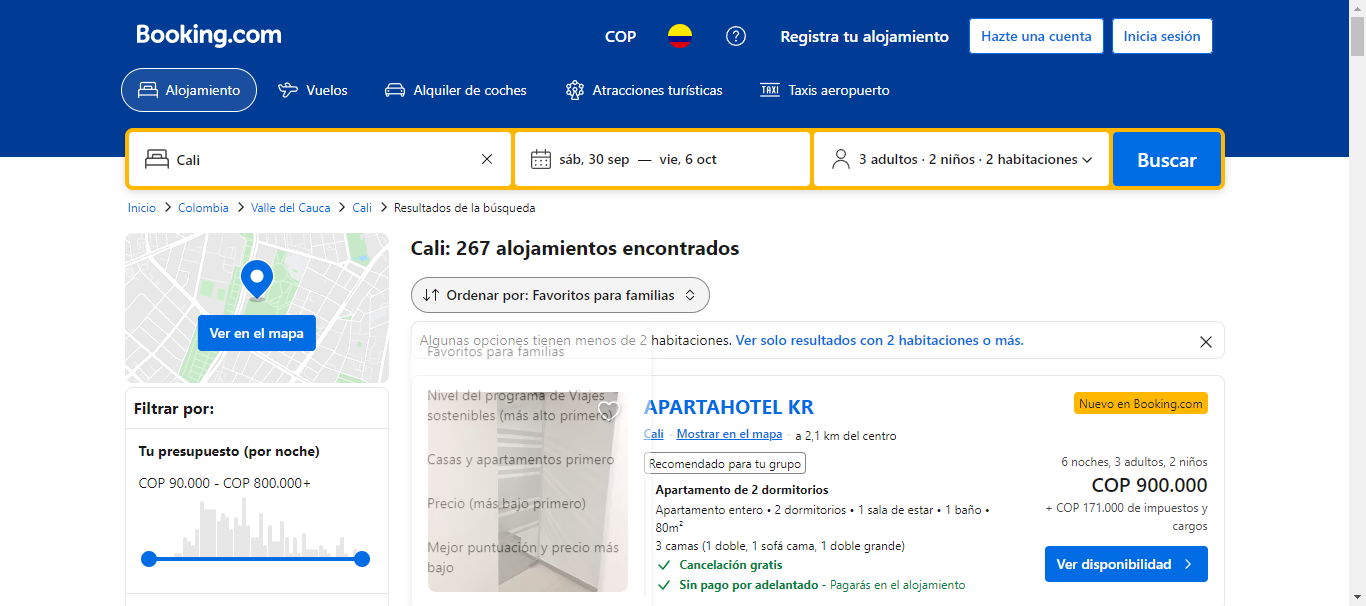 Booking.com
COP
Registra tu alojamiento
Hazte una cuenta
Inicia sesión
Alojamiento
Vuelos
Alquiler de coches
Atracciones turísticas
TAXI
Taxis aeropuerto
Cali
sáb, 30 sep — vie, 6 oct
3 adultos · 2 niños · 2 habitaciones
Buscar
Inicio > Colombia > Valle del Cauca > Cali > Resultados de la búsqueda
Ver en el mapa
Filtrar por:
Tu presupuesto (por noche)
COP 90.000 - COP 800.000+
Cali: 267 alojamientos encontrados
Ordenar por: Favoritos para familias
Algunas opciones tienen menos de 2 habitaciones. Ver solo resultados con 2 habitaciones o más.
Favoritos para familias
Nivel del programa de Viajes
sostenibles (más alto primero)
Casas y apartamentos primero
Precio (más bajo primero)
Mejor puntuación y precio más
bajo
APARTAHOTEL KR
Nuevo en Booking.com
Cali · Mostrar en el mapa · a 2,1 km del centro
Recomendado para tu grupo
Apartamento de 2 dormitorios
Apartamento entero • 2 dormitorios • 1 sala de estar • 1 baño •
80m²
3 camas (1 doble, 1 sofá cama, 1 doble grande)
Cancelación gratis
Sin pago por adelantado - Pagarás en el alojamiento
6 noches, 3 adultos, 2 niños
COP 900.000
+ COP 171.000 de impuestos y
cargos
Ver disponibilidad